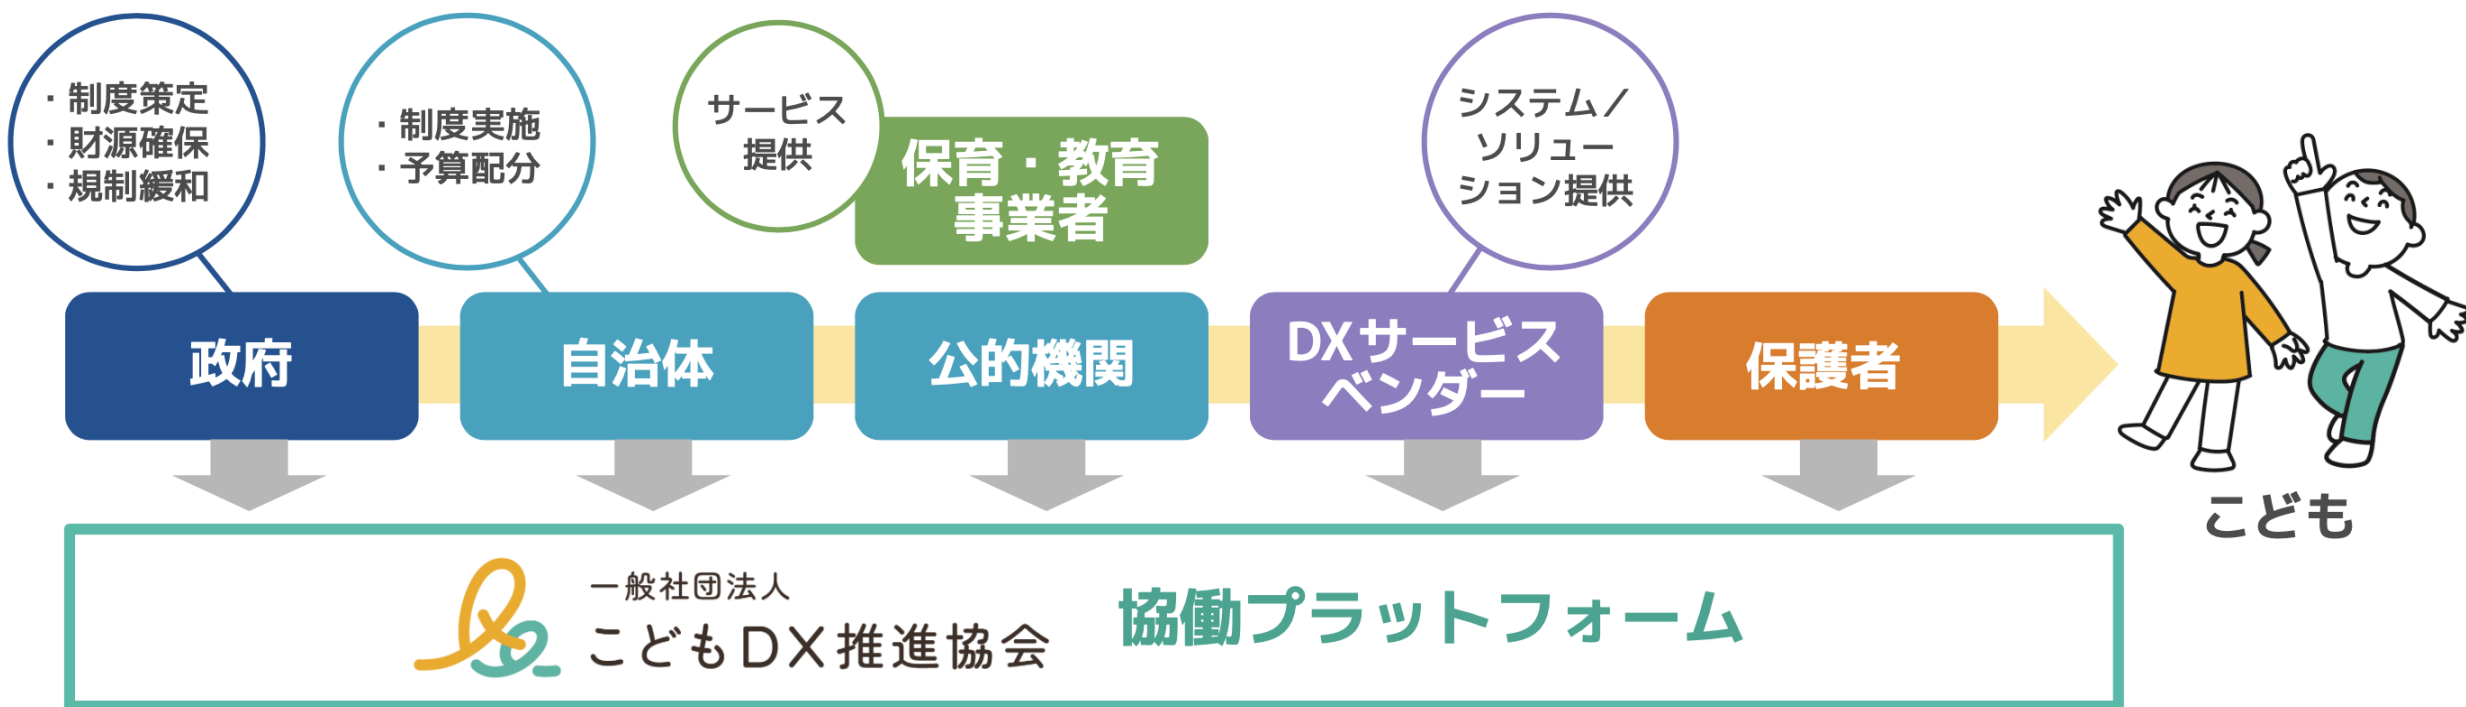 ・制度策定
・財源確保
・規制緩和
・制度実施
・予算配分
サービス
提供
保育・教育
事業者
システム／
ソリュー
ション提供
政府
自治体
公的機関
DXサービス
ベンダー
保護者
こども
一般社団法人
こどもDX推進協会
協働プラットフォーム